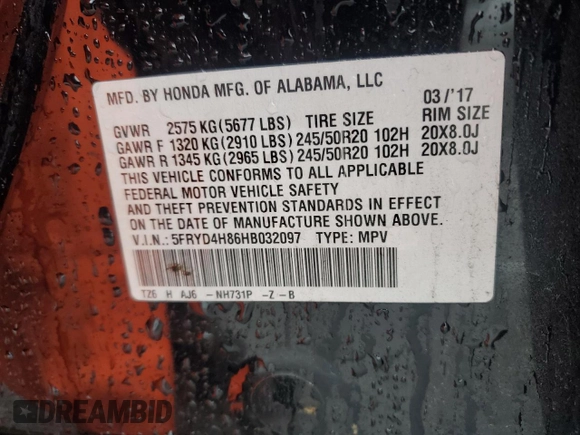 MFD. BY HONDA MFG. OF ALABAMA, LLC
03/'17
GVWR 2575 KG(5677 LBS) TIRE SIZE RIM SIZE
GAWR F 1320 KG(2910 LBS)245/50R20 102H 20X8.0J
GAWR R 1345 KG(2965 LBS)245/50R20 102H 20X8.0J
THIS VEHICLE CONFORMS TO ALL APPLICABLE
FEDERAL MOTOR VEHICLE SAFETY
AND THEFT PREVENTION STANDARDS IN EFFECT
ON THE DATE OF MANUFACTURE SHOWN ABOVE.
V.I.N.: 5FRYD4H86HB032097 TYPE: MPV
TZ6 H AJ6 -NH731P -Z -B
DREAMBID